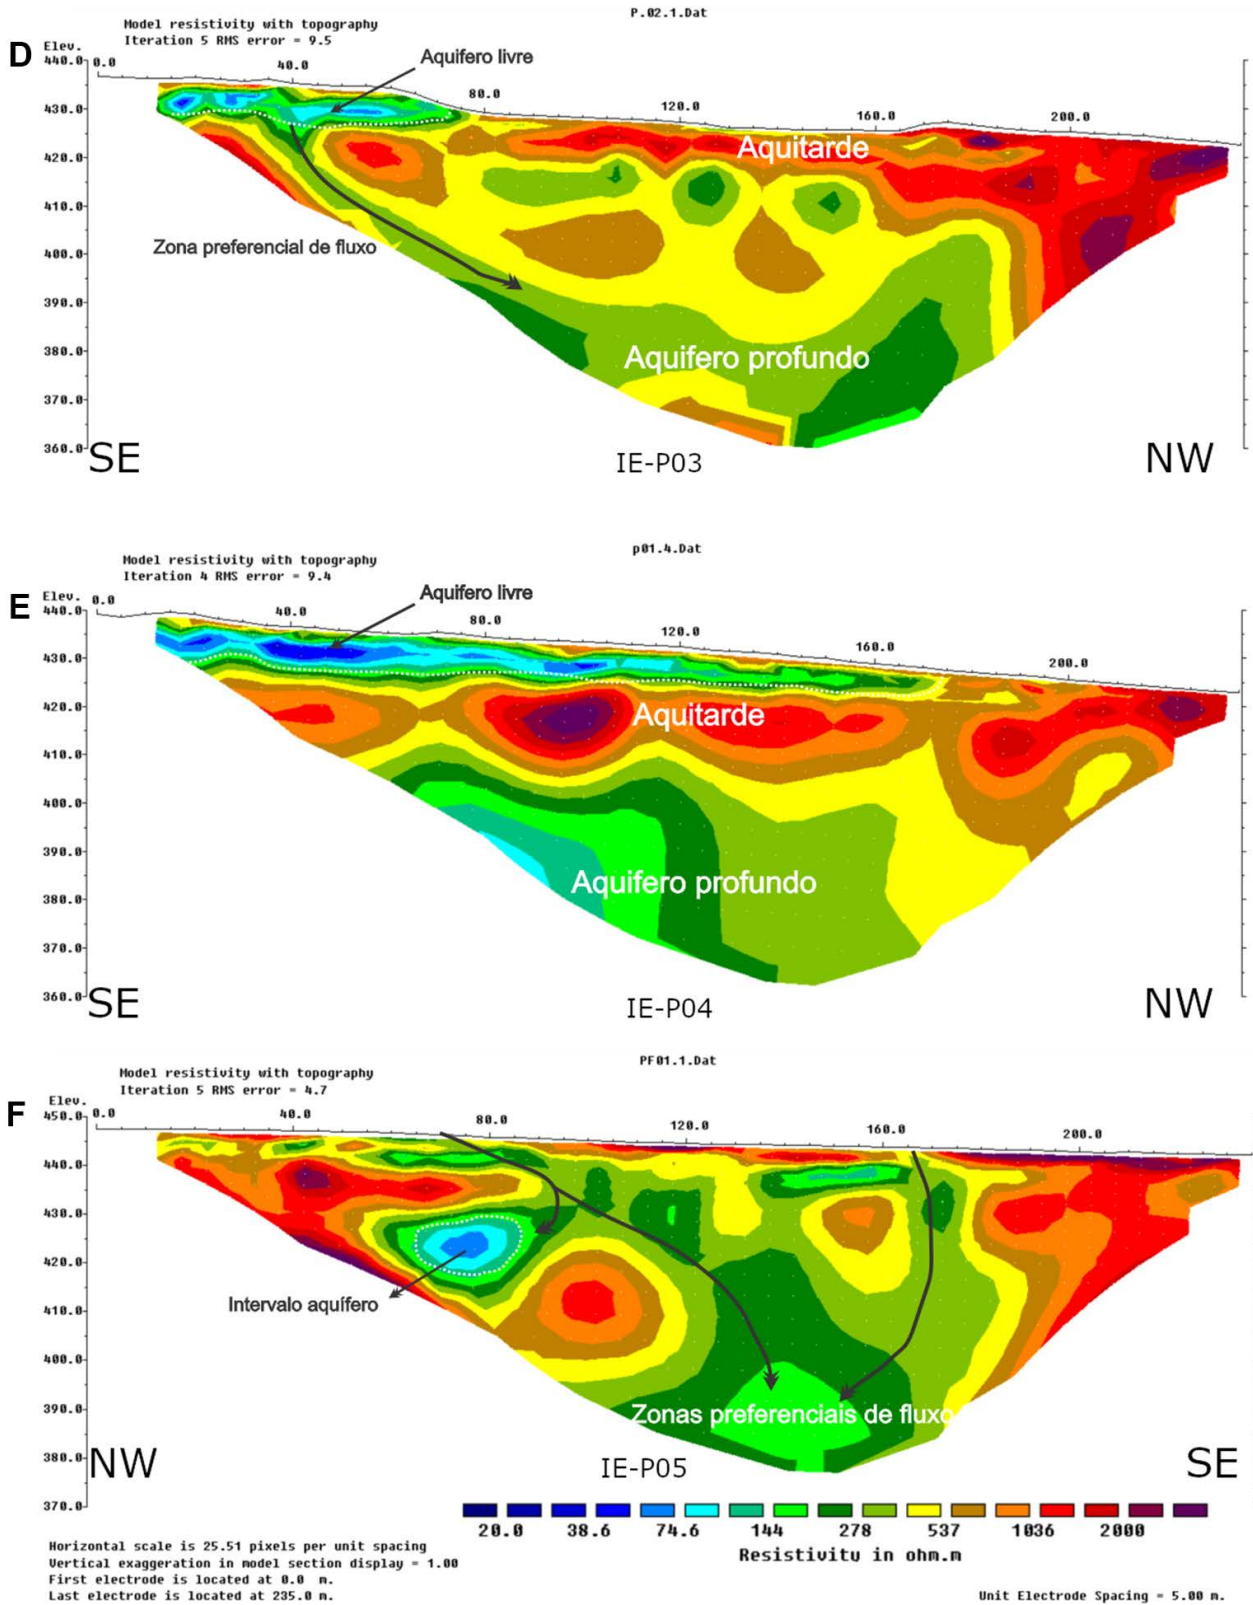 P.02.1.Dat
Model resistivity with topography
Iteration 5 RMS error = 9.5
D
Elev.
Aquifero livre
0.0 40.0 80.0 120.0 160.0 200.0
440.0
430.0
420.0
410.0
400.0
390.0
380.0
370.0
360.0
Aquitarde
Zona preferencial de fluxo
Aquifero profundo
SE
IE-P03
NW
p01.4.Dat
Model resistivity with topography
Iteration 4 RMS error = 9.4
E
Elev.
Aquifero livre
0.0 40.0 80.0 120.0 160.0 200.0
440.0
430.0
420.0
410.0
400.0
390.0
380.0
370.0
360.0
Aquitarde
Aquifero profundo
SE
IE-P04
NW
PF01.1.Dat
Model resistivity with topography
Iteration 5 RMS error = 4.7
F
Elev.
0.0 40.0 80.0 120.0 160.0 200.0
450.0
440.0
430.0
420.0
410.0
400.0
390.0
380.0
370.0
Intervalo aquífero
Zonas preferenciais de fluxo
NW
IE-P05
SE
20.0 38.6 74.6 144 278 537 1036 2000
Resistivity in ohm.m
Horizontal scale is 25.51 pixels per unit spacing
Vertical exaggeration in model section display = 1.00
First electrode is located at 0.0 m.
Last electrode is located at 235.0 m.
Unit Electrode Spacing = 5.00 m.